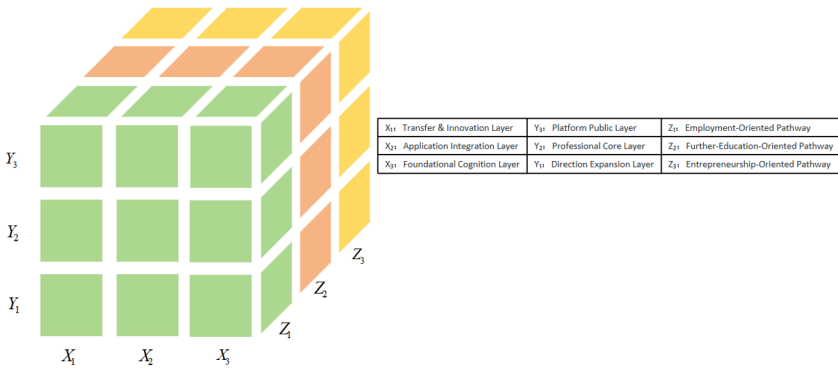 Y₃
Y₂
Y₁
X₁ X₂ X₃
Z₁
Z₂
Z₃
X₁: Transfer & Innovation Layer Y₃: Platform Public Layer Z₁: Employment-Oriented Pathway
X₂: Application Integration Layer Y₂: Professional Core Layer Z₂: Further-Education-Oriented Pathway
X₃: Foundational Cognition Layer Y₁: Direction Expansion Layer Z₃: Entrepreneurship-Oriented Pathway